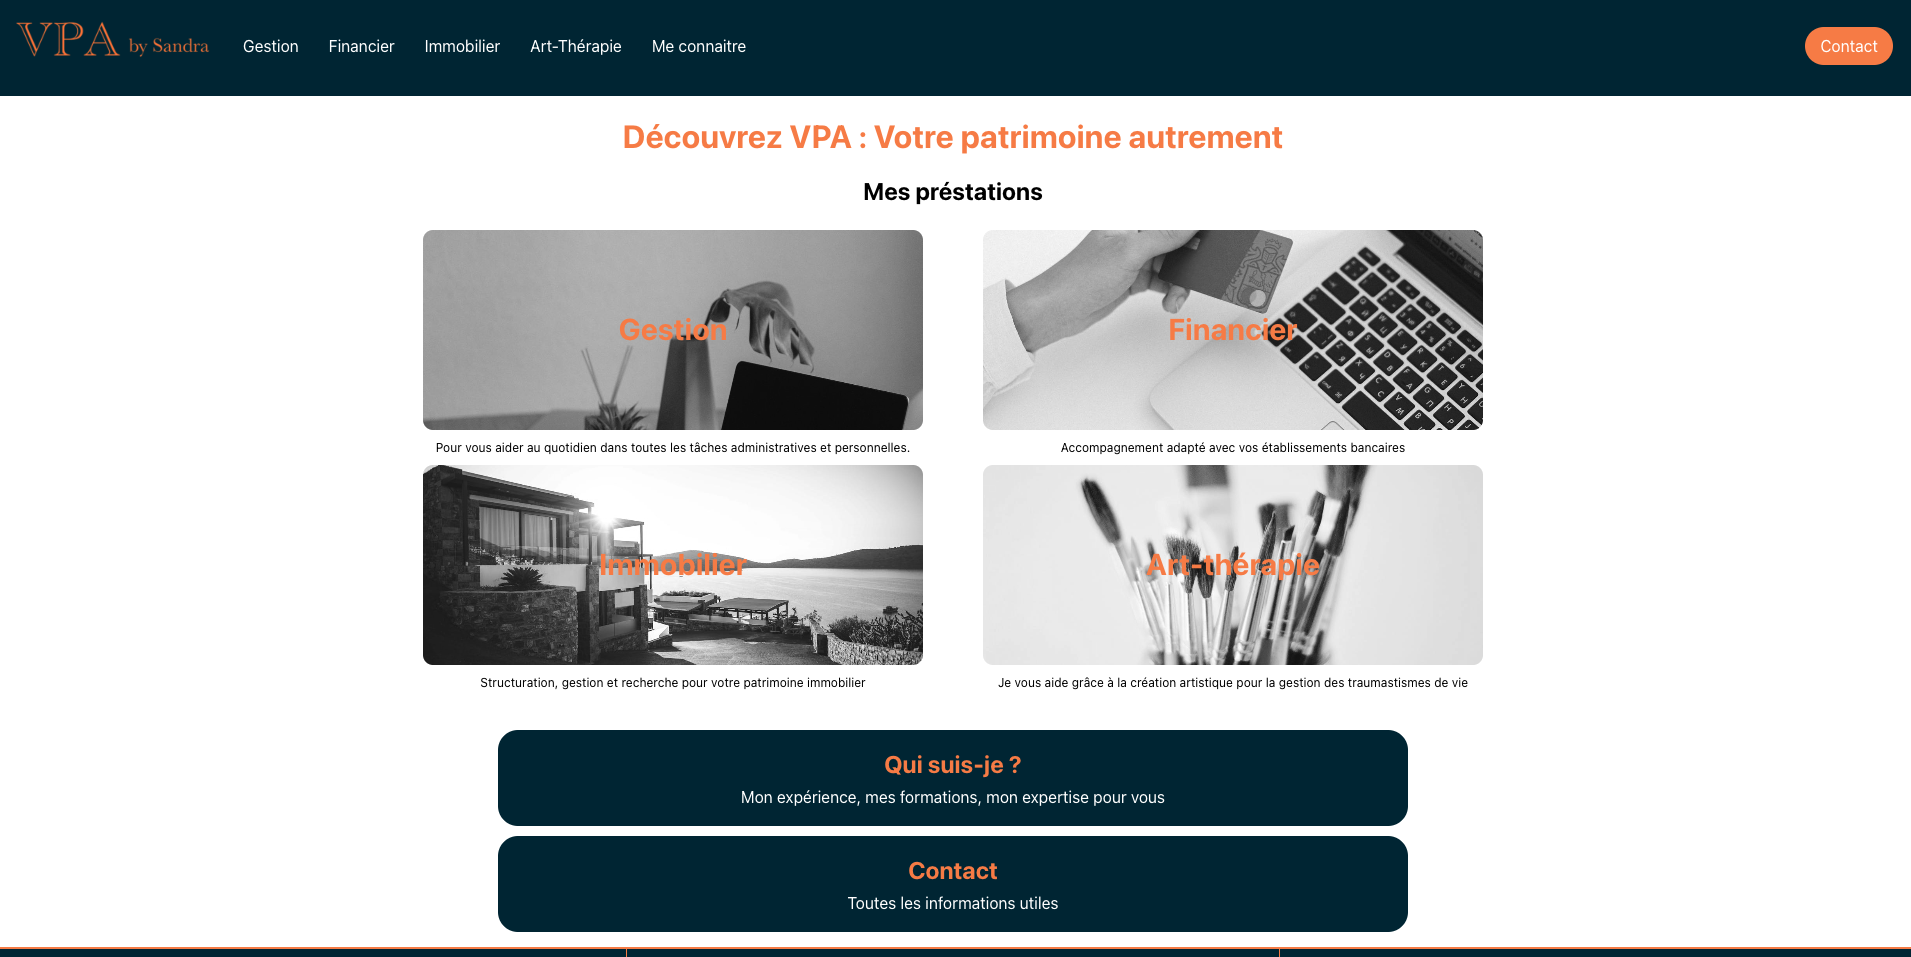 VPA by Sandra
Gestion
Financier
Immobilier
Art-Thérapie
Me connaitre
Contact
Découvrez VPA : Votre patrimoine autrement
Mes préstations
Gestion
Financier
Pour vous aider au quotidien dans toutes les tâches administratives et personnelles.
Accompagnement adapté avec vos établissements bancaires
Immobilier
Art-thérapie
Structuration, gestion et recherche pour votre patrimoine immobilier
Je vous aide grâce à la création artistique pour la gestion des traumastismes de vie
Qui suis-je ?
Mon expérience, mes formations, mon expertise pour vous
Contact
Toutes les informations utiles